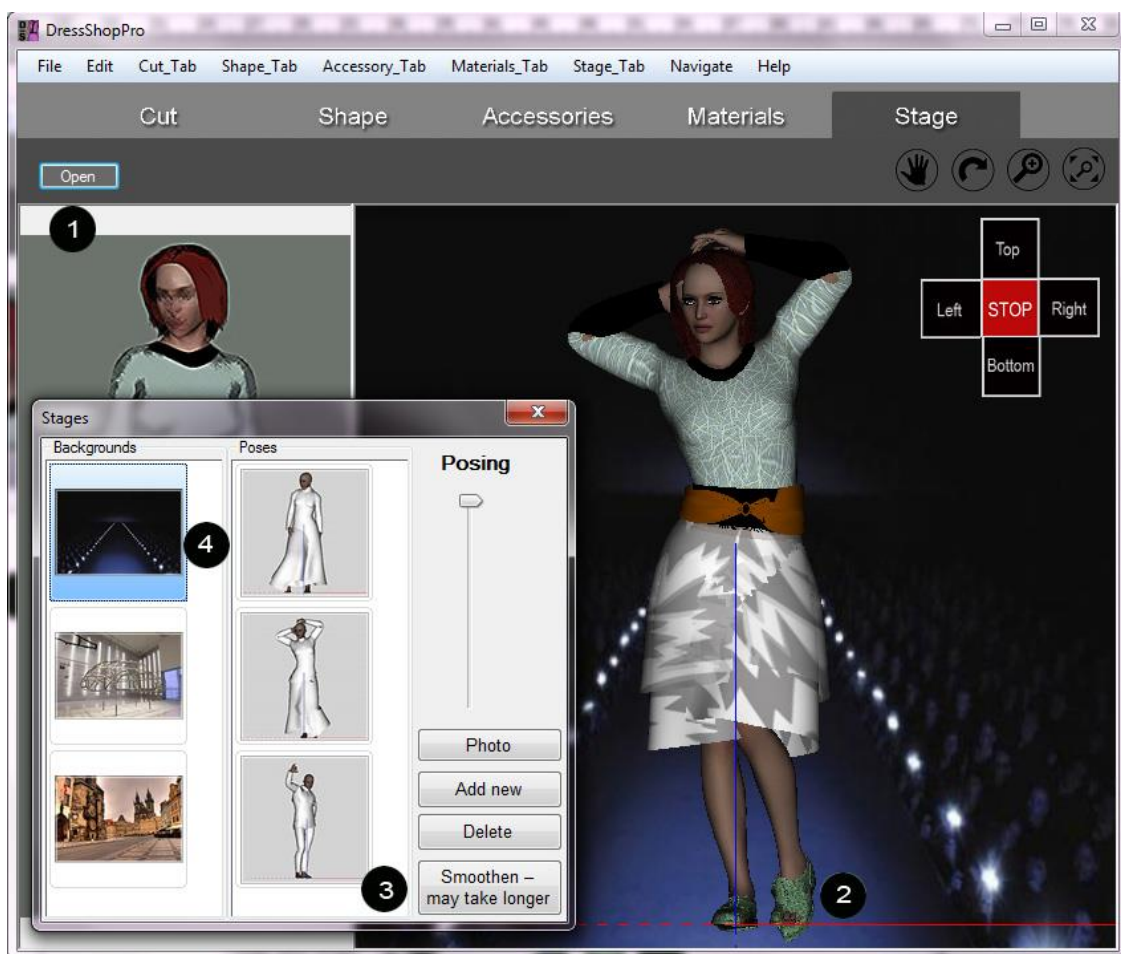 DressShopPro
File Edit Cut_Tab Shape_Tab Accessory_Tab Materials_Tab Stage_Tab Navigate Help
Cut Shape Accessories Materials Stage
Open
1
Top
Left STOP Right
Bottom
Stages
Backgrounds Poses
Posing
4
Photo
Add new
Delete
Smoothen –
may take longer
3
2